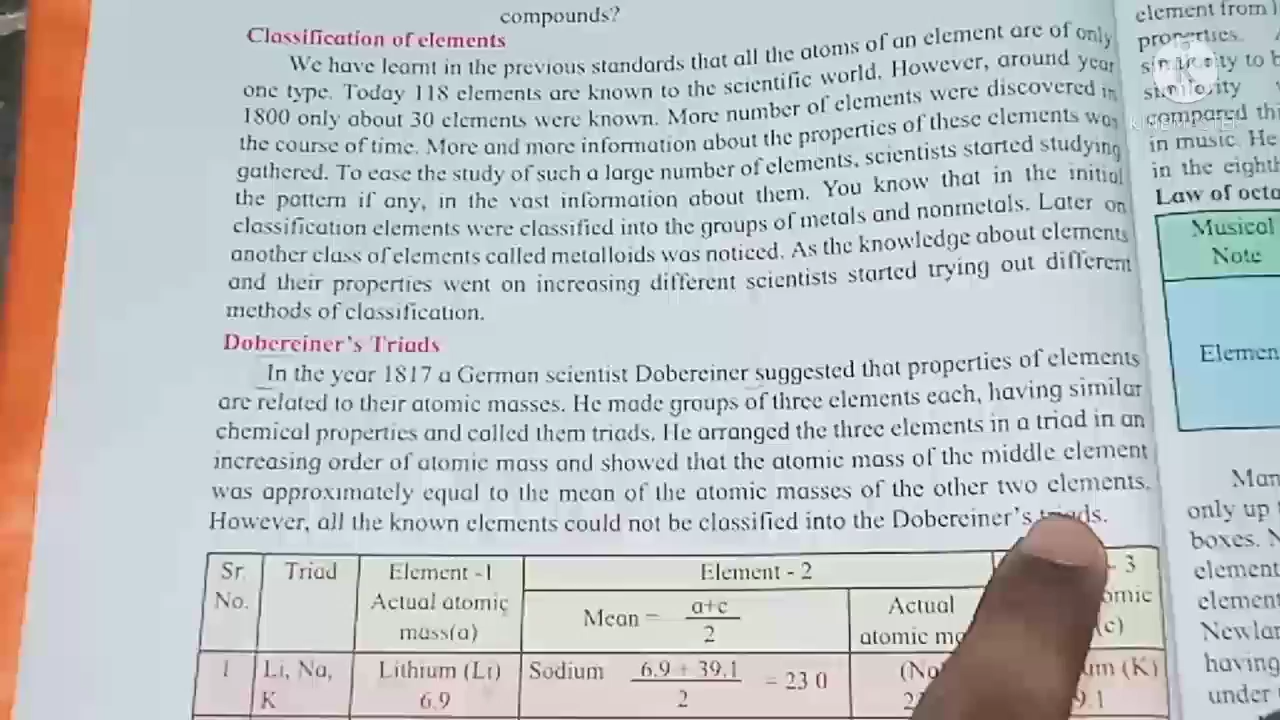 compounds?
Classification of elements
We have learnt in the previous standards that all the atoms of an element are of only
one type. Today 118 elements are known to the scientific world. However, around year
1800 only about 30 elements were known. More number of elements were discovered in
the course of time. More and more information about the properties of these elements was
gathered. To ease the study of such a large number of elements, scientists started studying
the pattern if any, in the vast information about them. You know that in the initial
classification elements were classified into the groups of metals and nonmetals. Later on
another class of elements called metalloids was noticed. As the knowledge about elements
and their properties went on increasing different scientists started trying out different
methods of classification.
Dobereiner's Triads
In the year 1817 a German scientist Dobereiner suggested that properties of elements
are related to their atomic masses. He made groups of three elements each, having similar
chemical properties and called them triads. He arranged the three elements in a triad in an
increasing order of atomic mass and showed that the atomic mass of the middle element
was approximately equal to the mean of the atomic masses of the other two elements.
However, all the known elements could not be classified into the Dobereiner's triads.
Sr. No. Triad Element -1 Actual atomic mass(a) Element - 2 - 3
Mean = a+c / 2 Actual atomic (c)
1 Li, Na, K Lithium (Li) 6.9 Sodium 6.9 + 39.1 / 2 = 23.0 (K) 9.1
element from
properties.
similarity
compared
in music. He
in the
Law of
Musical
Note
only up
boxes.
element
having
under
KINEMASTER